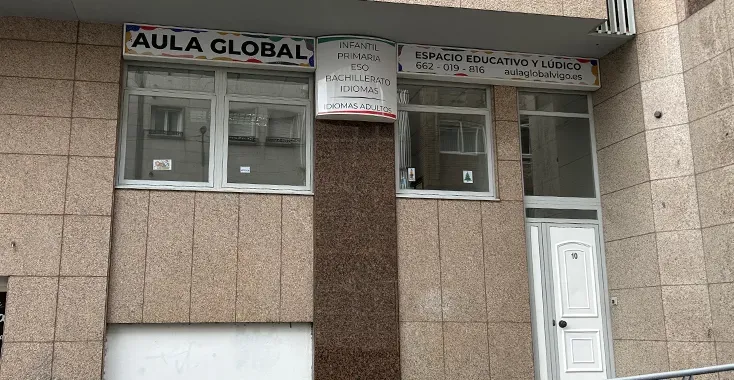 AULA GLOBAL
INFANTIL
PRIMARIA
ESO
BACHILLERATO
IDIOMAS
IDIOMAS ADULTOS
ESPACIO EDUCATIVO Y LÚDICO
662 - 019 - 816 aulaglobalvigo.es
10